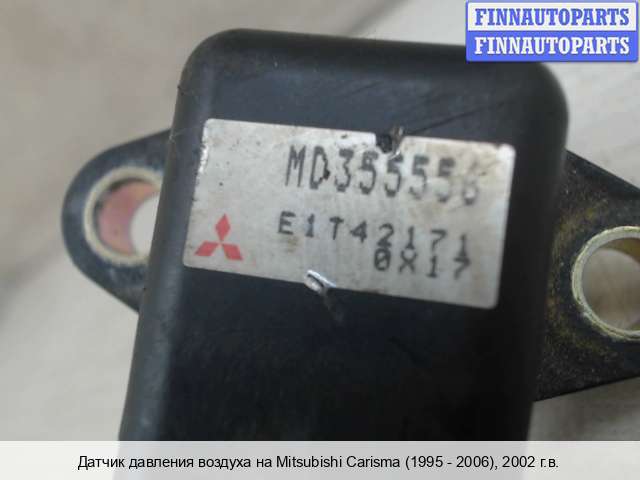 FINNAUTOPARTS
FINNAUTOPARTS
MD355556
E1T42171
0X17
Датчик давления воздуха на Mitsubishi Carisma (1995 - 2006), 2002 г.в.